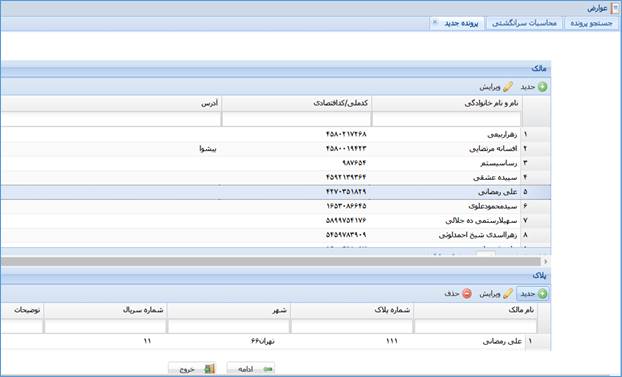 عوارض
جستجو پرونده محاسبات سرانگشتی پرونده جدید
مالک
جدید ویرایش
نام و نام خانوادگی کدملی/کداقتصادی آدرس
۱ زهراربیعی ۴۵۸۰۲۱۷۲۶۸
۲ افسانه مرتضایی ۴۵۸۰۰۱۹۴۲۳ پیشوا
۳ رساسیستم ۹۸۷۶۵۴
۴ سپیده عشقی ۴۵۹۲۱۳۹۳۶۴
۵ علی رمضانی ۴۲۷۰۳۵۱۸۲۹
۶ سیدمحمودعلوی ۱۶۵۳۰۸۶۶۴۵
۷ سهیلارستمی ده جلالی ۵۸۹۹۷۵۴۱۷۶
۸ زهرااسدی شیخ احمدلوئی ۵۴۵۹۷۸۳۹۰۹
پلاک
جدید ویرایش حذف
نام مالک شماره پلاک شهر شماره سریال توضیحات
۱ علی رمضانی ۱۱۱ تهران۶۶ ۱۱
ادامه خروج